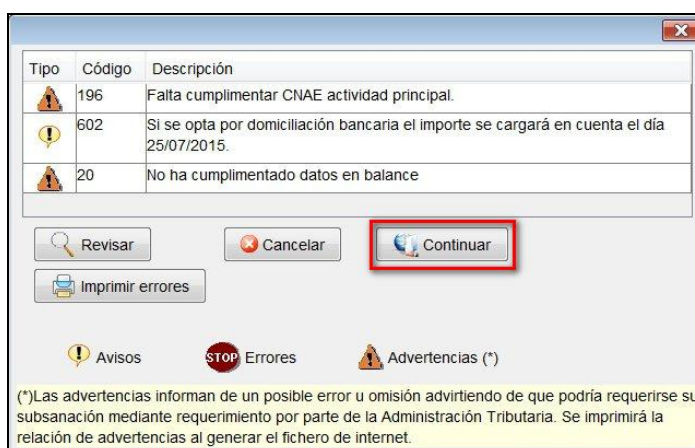 Tipo Código Descripción
196 Falta cumplimentar CNAE actividad principal.
602 Si se opta por domiciliación bancaria el importe se cargará en cuenta el día
25/07/2015.
20 No ha cumplimentado datos en balance
Revisar Cancelar Continuar
Imprimir errores
Avisos STOP Errores Advertencias (*)
(*)Las advertencias informan de un posible error u omisión advirtiendo de que podría requerirse su
subsanación mediante requerimiento por parte de la Administración Tributaria. Se imprimirá la
relación de advertencias al generar el fichero de internet.